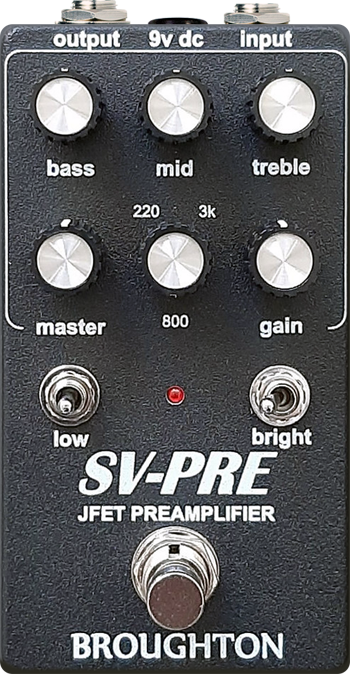 output 9v dc input
bass mid treble
220 3k
master 800 gain
low bright
SV-PRE
JFET PREAMPLIFIER
BROUGHTON